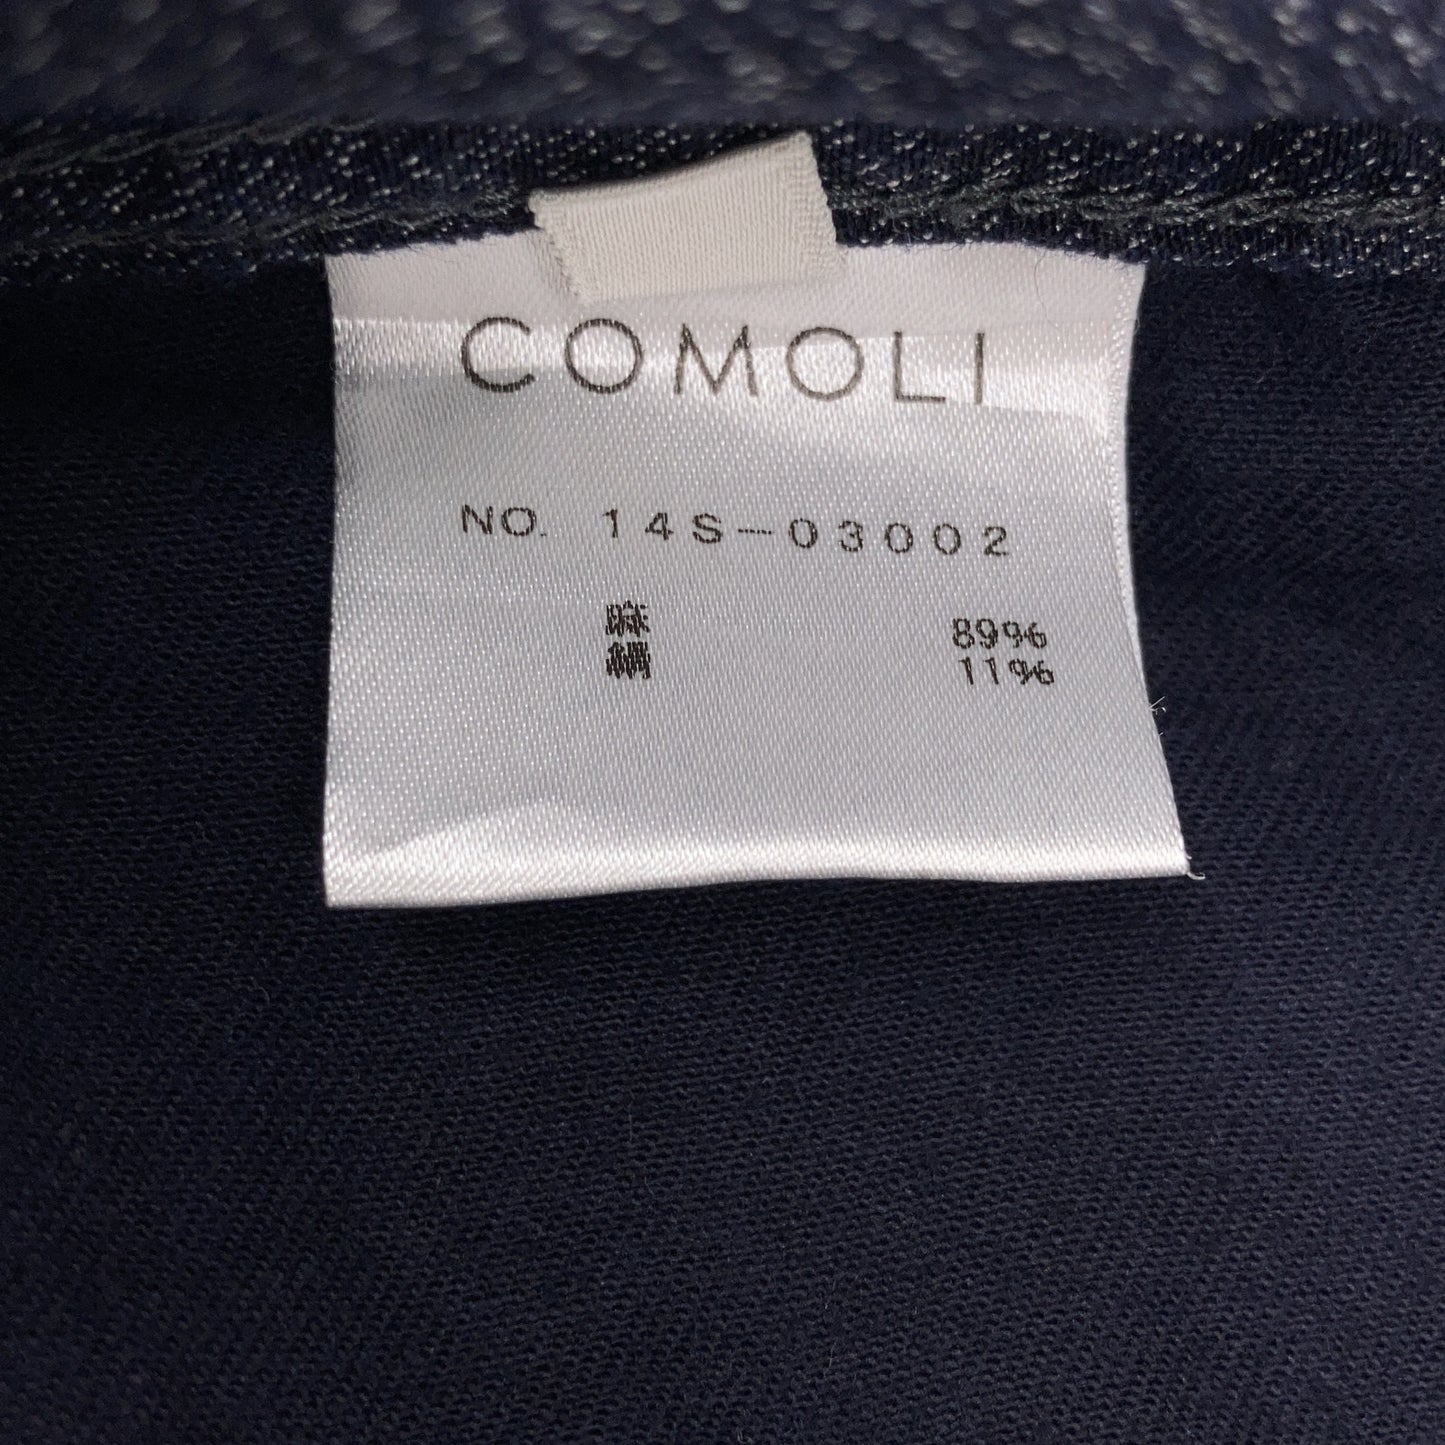 COMOLI
NO. 14S-03002
麻 89%
絹 11%